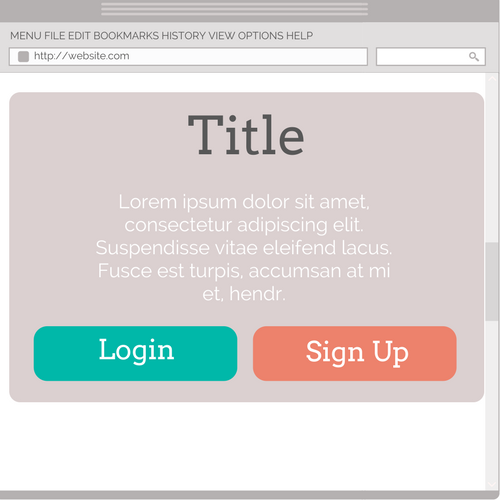 MENU FILE EDIT BOOKMARKS HISTORY VIEW OPTIONS HELP
http://website.com
Title
Lorem ipsum dolor sit amet,
consectetur adipiscing elit.
Suspendisse vitae eleifend lacus.
Fusce est turpis, accumsan at mi
et, hendr.
Login
Sign Up